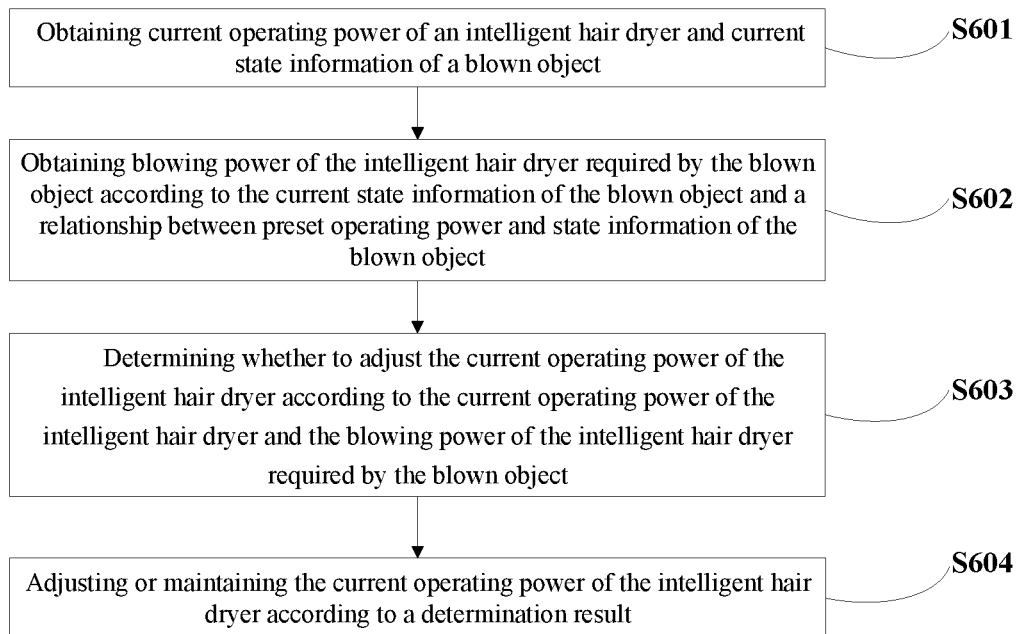 Obtaining current operating power of an intelligent hair dryer and current
state information of a blown object
S601
Obtaining blowing power of the intelligent hair dryer required by the blown
object according to the current state information of the blown object and a
relationship between preset operating power and state information of the
blown object
S602
Determining whether to adjust the current operating power of the
intelligent hair dryer according to the current operating power of the
intelligent hair dryer and the blowing power of the intelligent hair dryer
required by the blown object
S603
Adjusting or maintaining the current operating power of the intelligent hair
dryer according to a determination result
S604